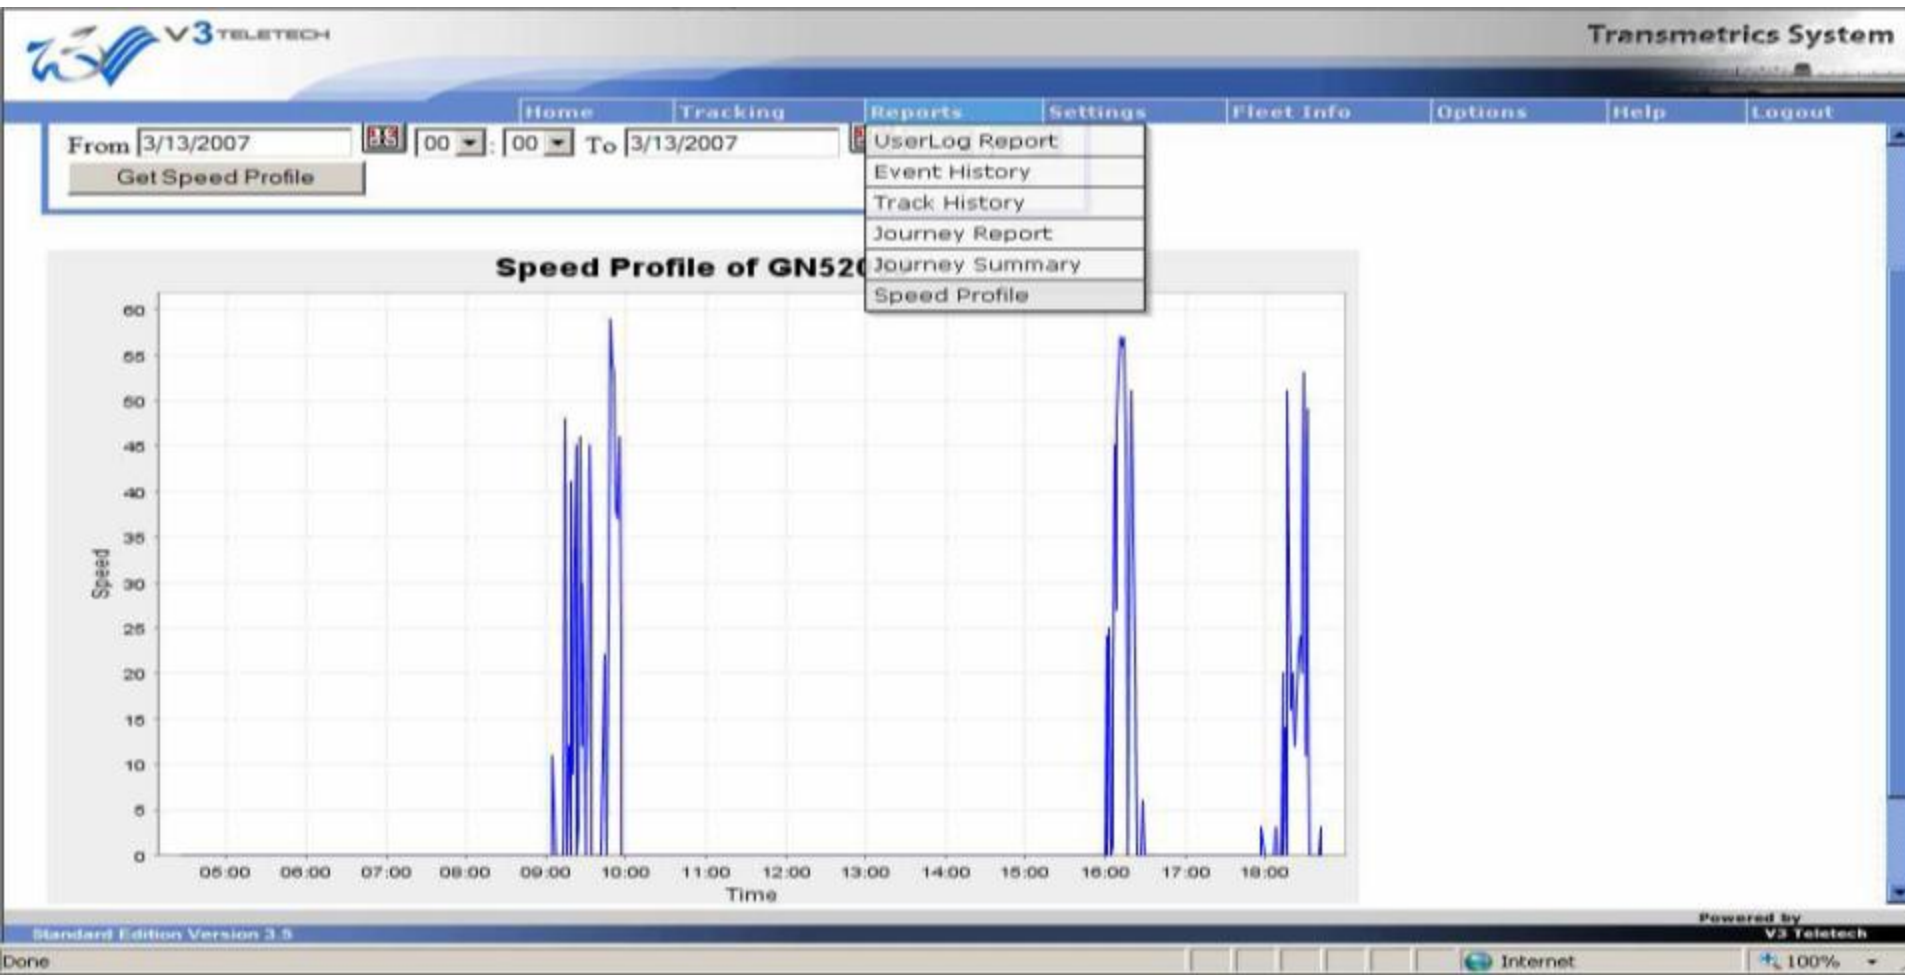 V3 TELETECH
Transmetrics System
Home Tracking Reports Settings Fleet Info Options Help Logout
From 3/13/2007 00 : 00 To 3/13/2007
Get Speed Profile
UserLog Report
Event History
Track History
Journey Report
Journey Summary
Speed Profile
Speed Profile of GN520
60
55
50
45
40
35
30
25
20
15
10
5
0
Speed
05:00 06:00 07:00 08:00 09:00 10:00 11:00 12:00 13:00 14:00 15:00 16:00 17:00 18:00
Time
Powered by
Standard Edition Version 3.5
V3 Teletech
Done Internet 100%